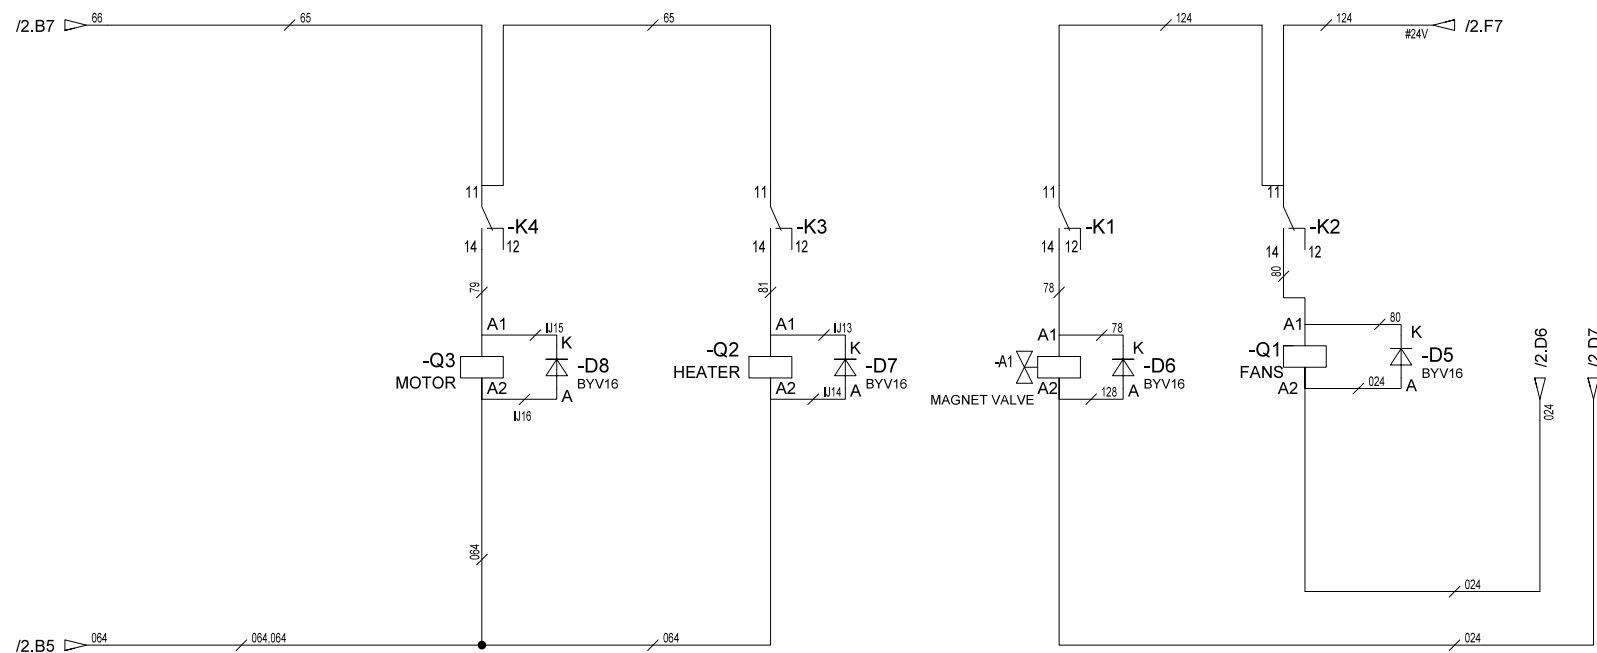 /2.B7
66
65
65
124
124
#24V
/2.F7
11
-K4
14
12
11
-K3
14
12
11
-K1
14
12
11
-K2
14
12
79
81
78
80
A1
IJ15
K
-Q3
MOTOR
-D8
BYV16
A2
A
IJ16
A1
IJ13
K
-Q2
HEATER
-D7
BYV16
A2
IJ14
A
A1
78
K
-A1
-D6
BYV16
A2
128
A
MAGNET VALVE
A1
80
K
-Q1
FANS
-D5
BYV16
A2
024
A
/2.D6
024
/2.D7
064
024
/2.B5
064
064,064
064
024